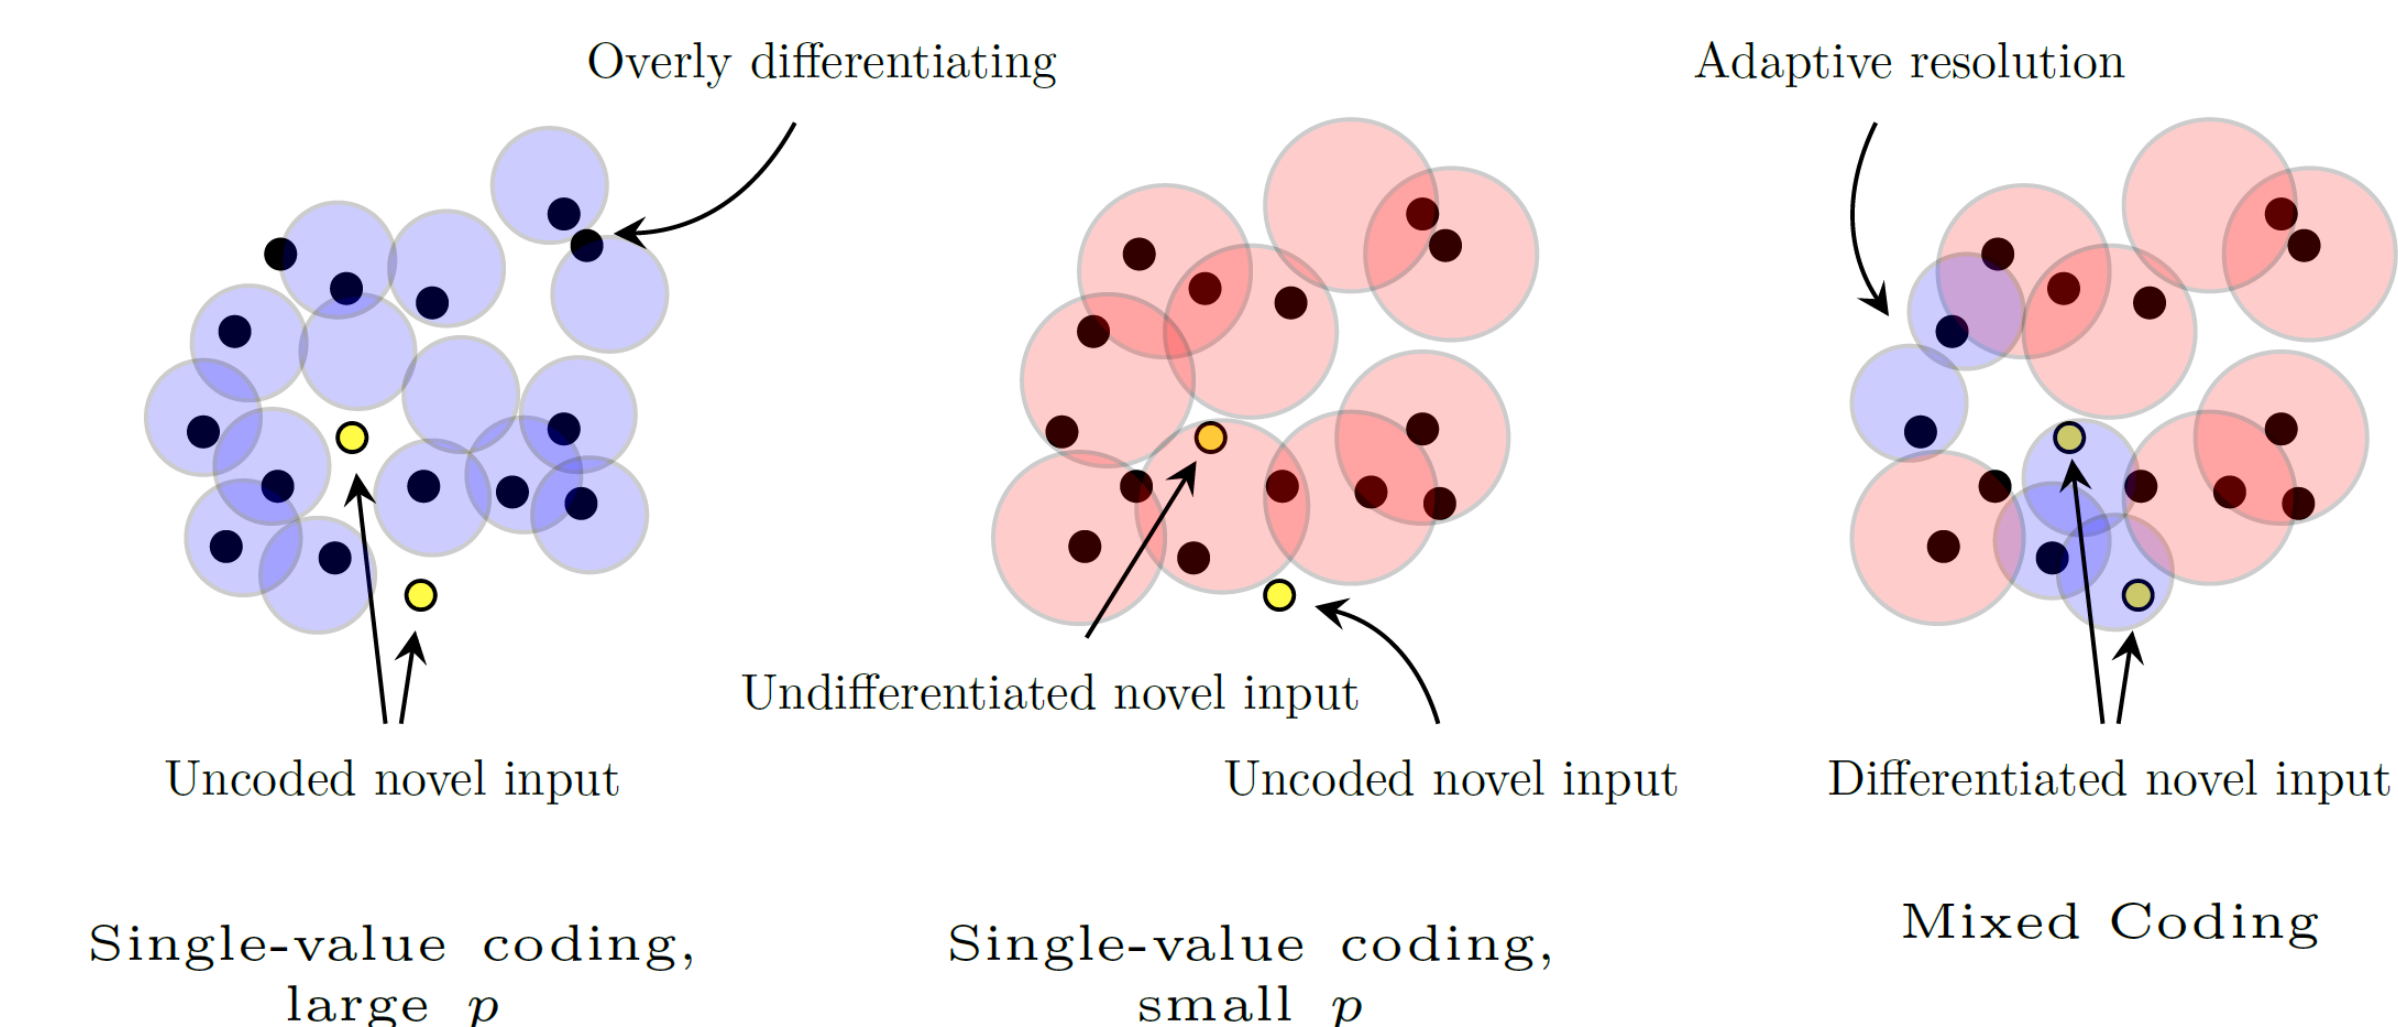 Overly differentiating
Adaptive resolution
Undifferentiated novel input
Uncoded novel input
Uncoded novel input
Differentiated novel input
Single-value coding,
large p
Single-value coding,
small p
Mixed Coding